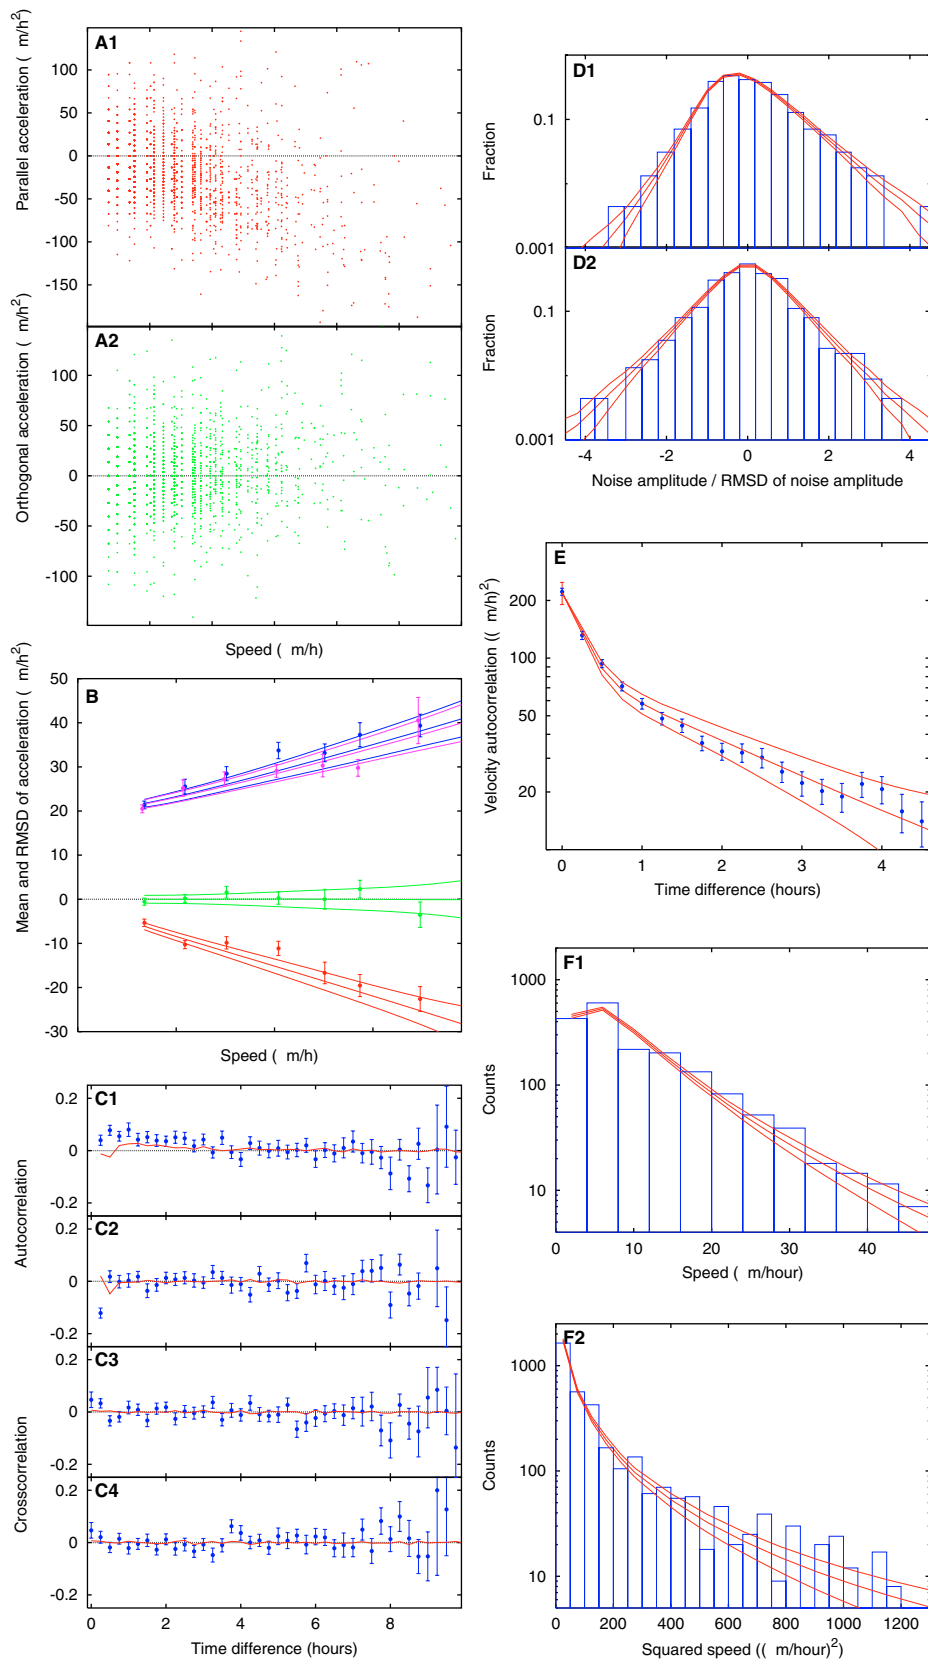 A1
Parallel acceleration ( m/h²)
100
50
0
-50
-100
-150
A2
Orthogonal acceleration ( m/h²)
100
50
0
-50
-100
Speed ( m/h)
B
Mean and RMSD of acceleration ( m/h²)
50
40
30
20
10
0
-10
-20
-30
Speed ( m/h)
C1
0.2
0
-0.2
Autocorrelation
C2
0.2
0
-0.2
C3
0.2
0
-0.2
Crosscorrelation
C4
0.2
0
-0.2
0 2 4 6 8
Time difference (hours)
D1
Fraction
0.1
0.001
D2
Fraction
0.1
0.001
-4 -2 0 2 4
Noise amplitude / RMSD of noise amplitude
E
Velocity autocorrelation (( m/h)²)
200
100
50
20
0 1 2 3 4
Time difference (hours)
F1
Counts
1000
100
10
0 10 20 30 40
Speed ( m/hour)
F2
Counts
1000
100
10
0 200 400 600 800 1000 1200
Squared speed (( m/hour)²)